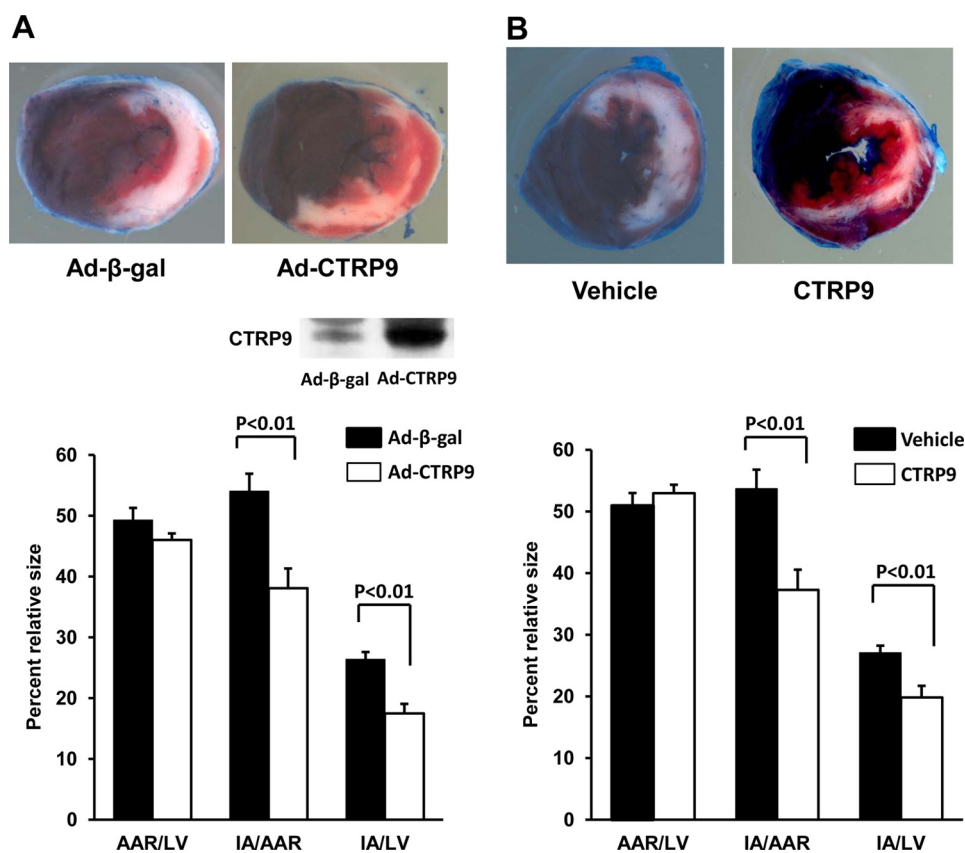 A
B
Ad-β-gal
Ad-CTRP9
Vehicle
CTRP9
CTRP9
Ad-β-gal Ad-CTRP9
P<0.01
Ad-β-gal
Ad-CTRP9
P<0.01
Percent relative size
60
50
40
30
20
10
0
AAR/LV
IA/AAR
IA/LV
P<0.01
Vehicle
CTRP9
P<0.01
Percent relative size
60
50
40
30
20
10
0
AAR/LV
IA/AAR
IA/LV